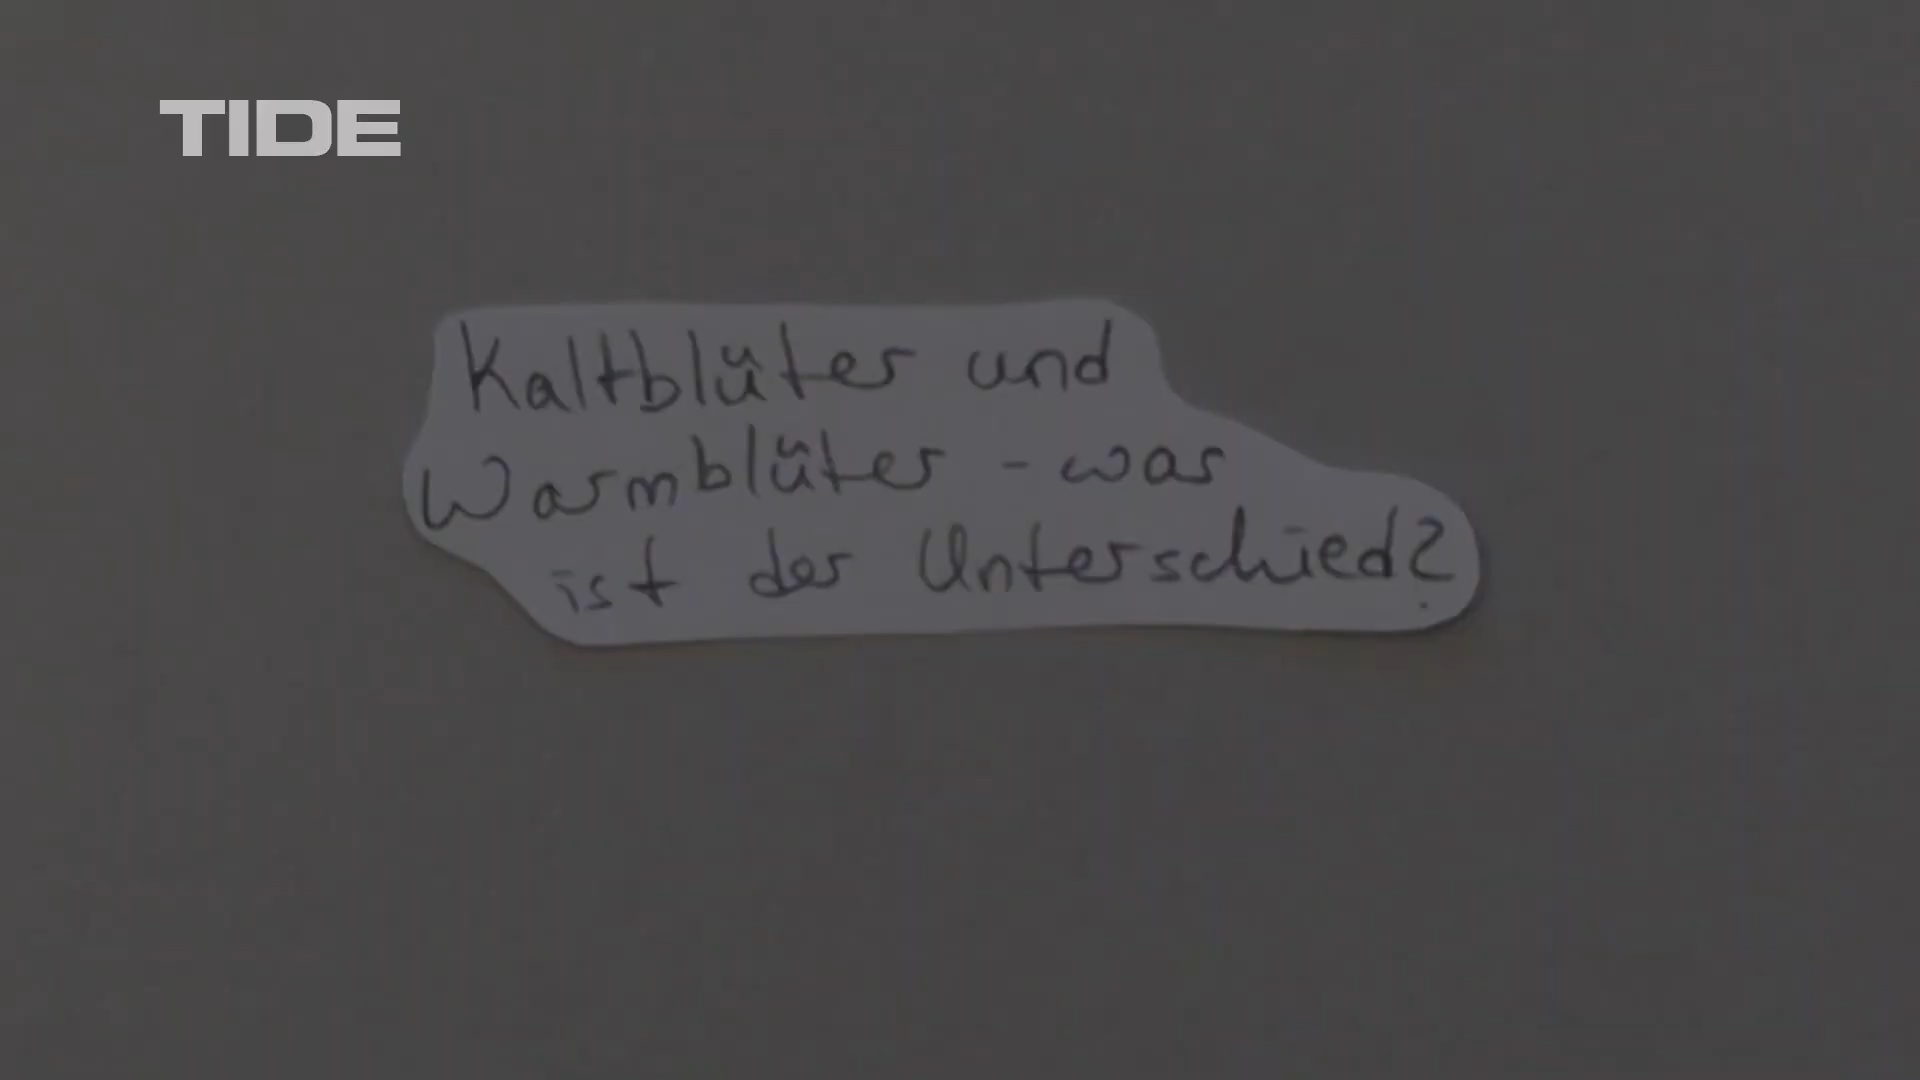 TIDE
Kaltblüter und
Warmblüter - was
ist der Unterschied?